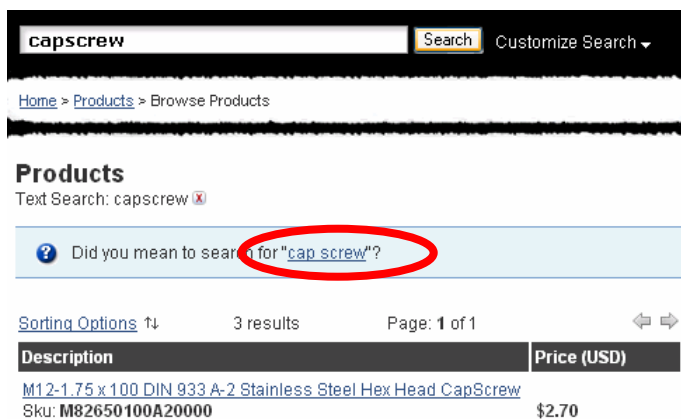 capscrew Search Customize Search
Home > Products > Browse Products
Products
Text Search: capscrew x
Did you mean to search for "cap screw"?
Sorting Options 3 results Page: 1 of 1
Description Price (USD)
M12-1.75 x 100 DIN 933 A-2 Stainless Steel Hex Head CapScrew
Sku: M82650100A20000 $2.70